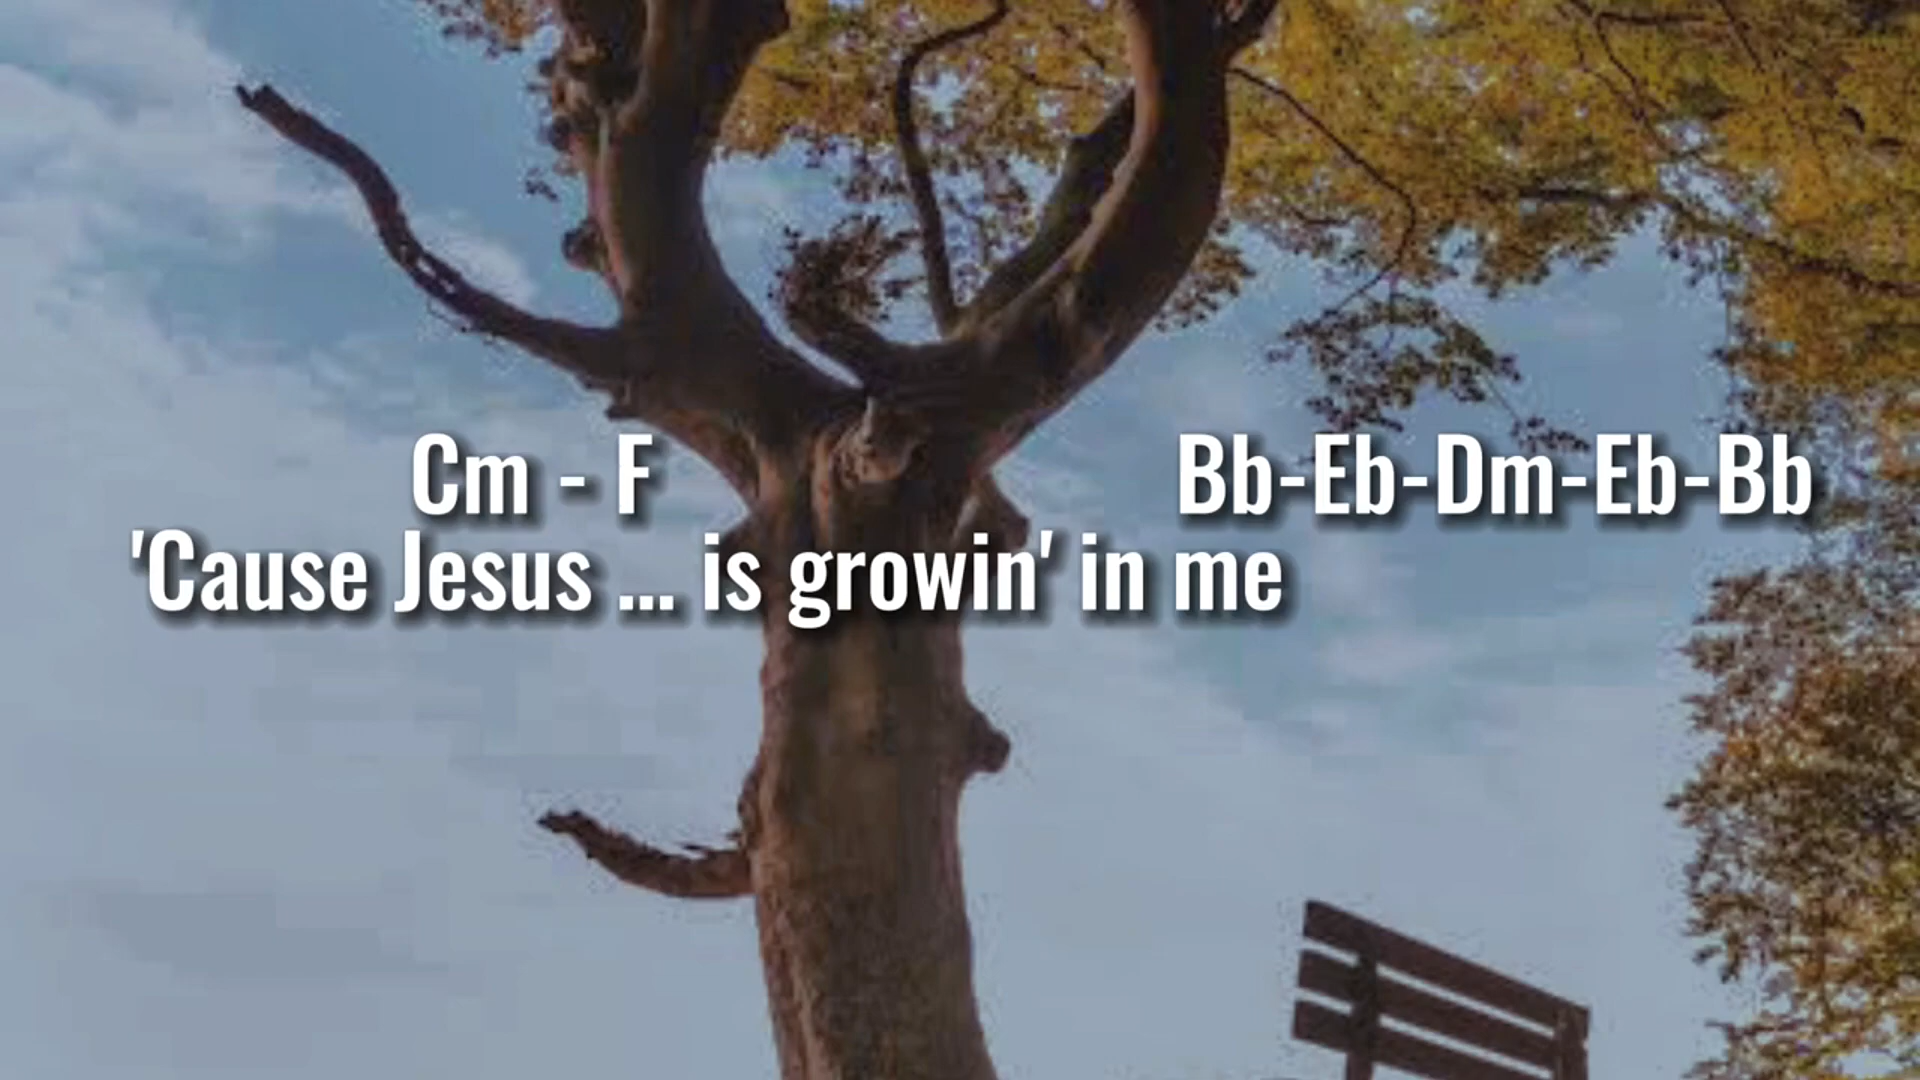 Cm - F Bb-Eb-Dm-Eb-Bb
'Cause Jesus ... is growin' in me